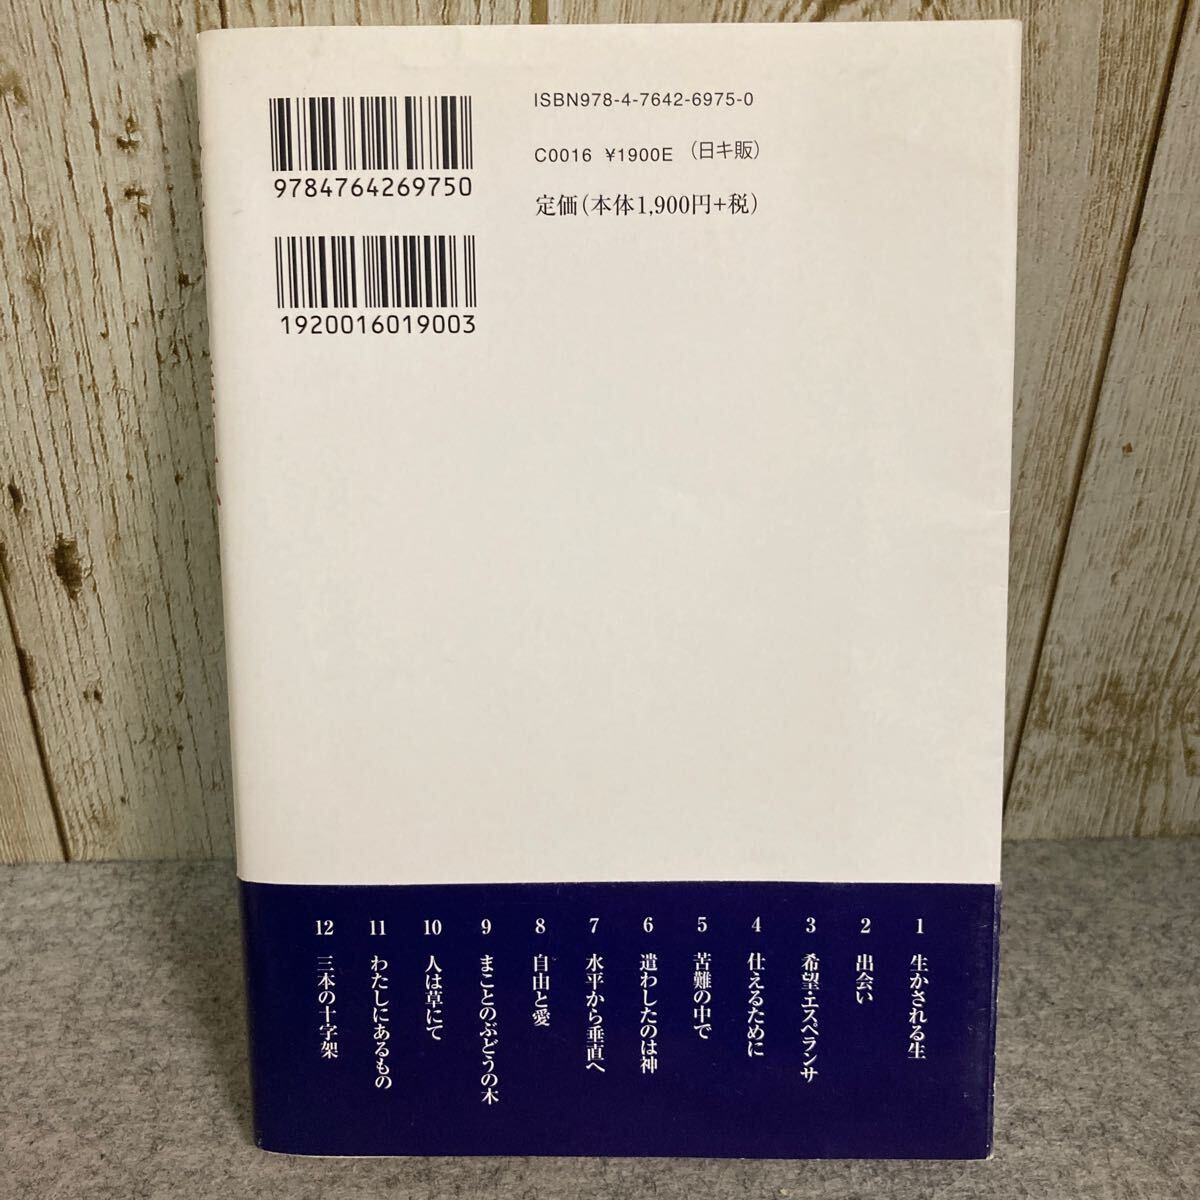 9784764269750
1920016019003
ISBN978-4-7642-6975-0
C0016 ¥1900E (日キ販)
定価(本体1,900円+税)
1 生かされる生
2 出会い
3 希望・エスペランサ
4 仕えるために
5 苦難の中で
6 遣わしたのは神
7 水平から垂直へ
8 自由と愛
9 まことのぶどうの木
10 人は草にて
11 わたしにあるもの
12 三本の十字架